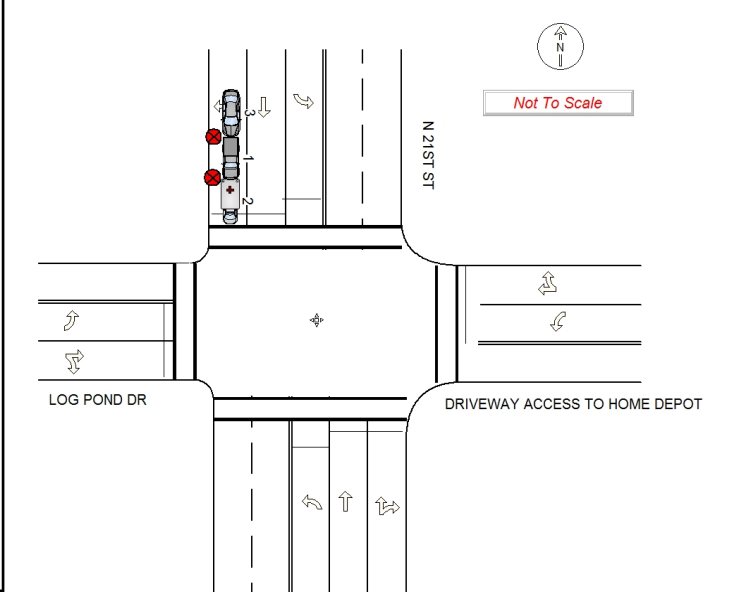 N
Not To Scale
N 21ST ST
3
1
2
LOG POND DR
DRIVEWAY ACCESS TO HOME DEPOT